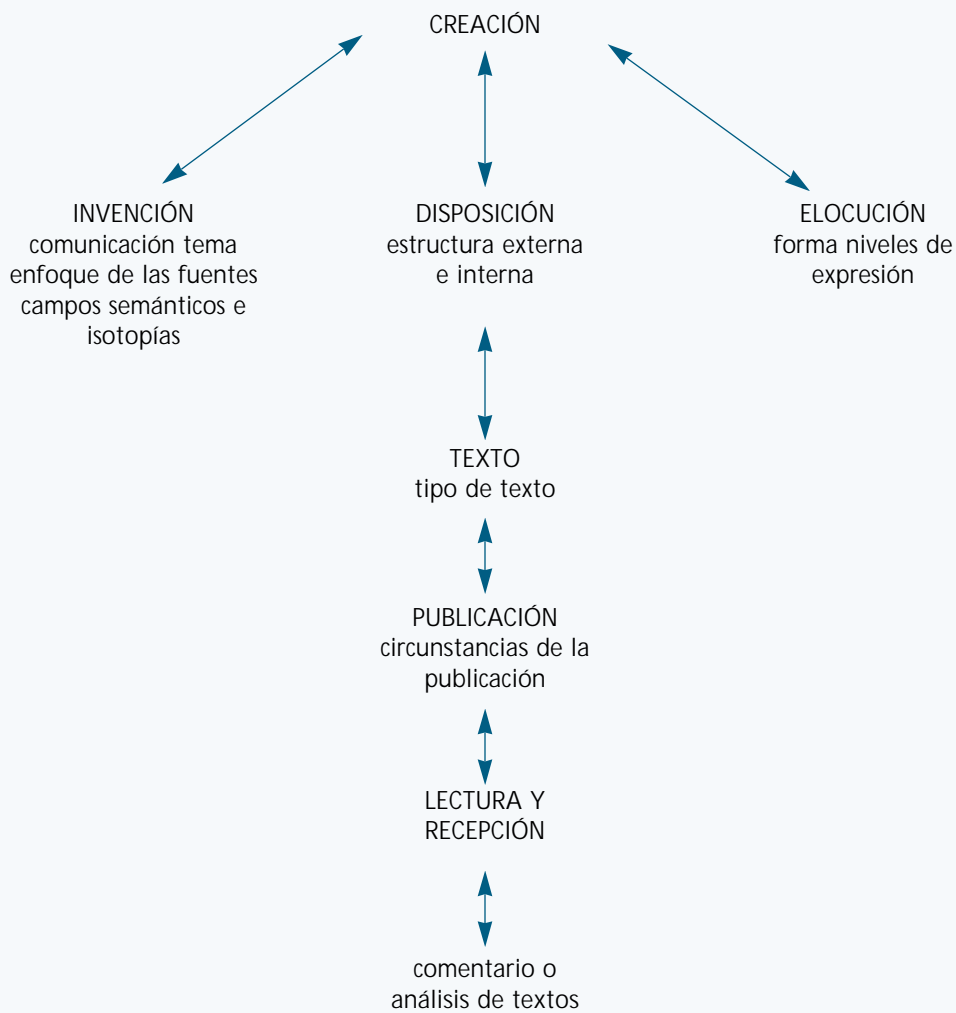 CREACIÓN
INVENCIÓN
comunicación tema
enfoque de las fuentes
campos semánticos e
isotopías
DISPOSICIÓN
estructura externa
e interna
ELOCUCIÓN
forma niveles de
expresión
TEXTO
tipo de texto
PUBLICACIÓN
circunstancias de la
publicación
LECTURA Y
RECEPCIÓN
comentario o
análisis de textos